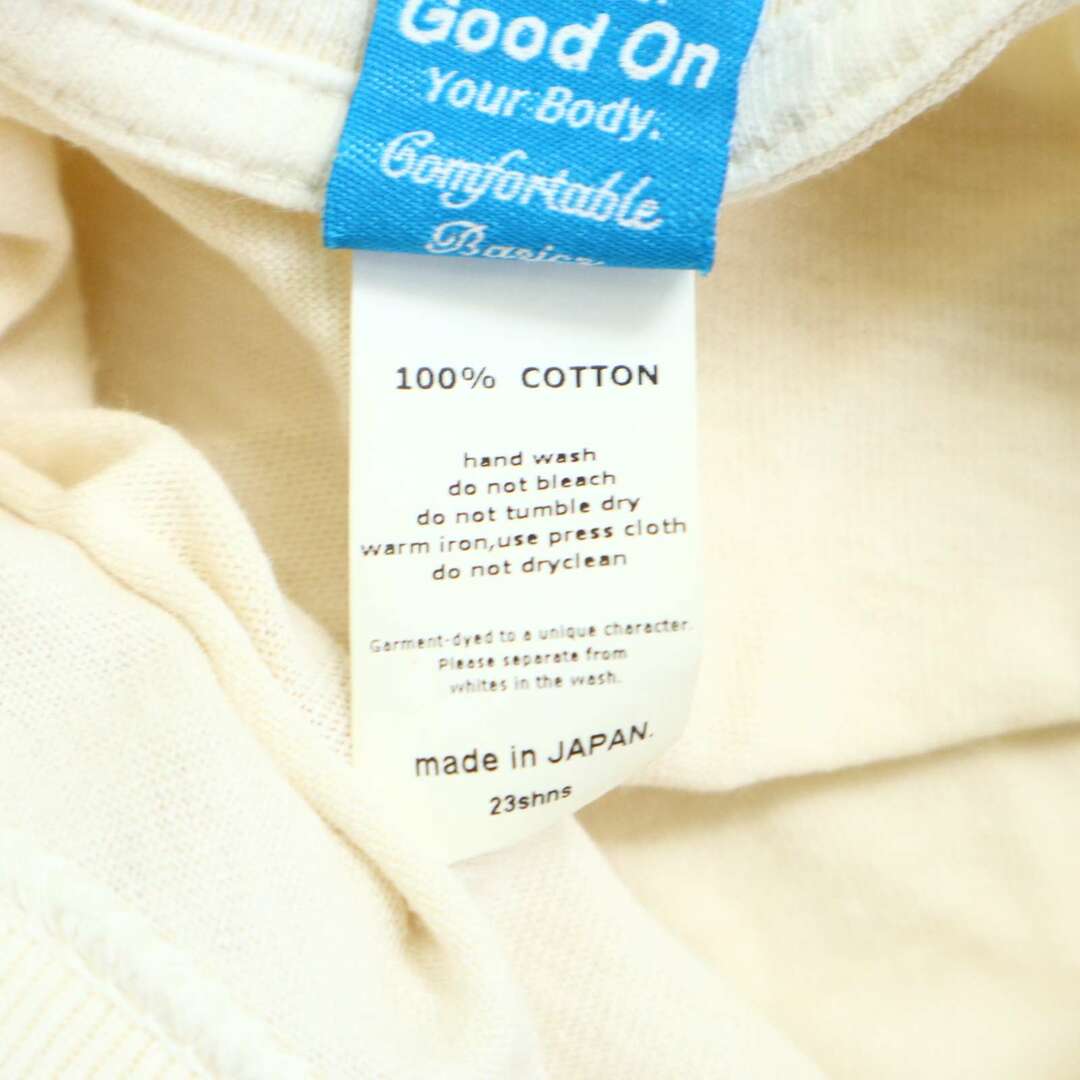 Good On
Your Body.
Comfortable
Basics
100% COTTON
hand wash
do not bleach
do not tumble dry
warm iron,use press cloth
do not dryclean
Garment-dyed to a unique character.
Please separate from
whites in the wash.
made in JAPAN.
23shns